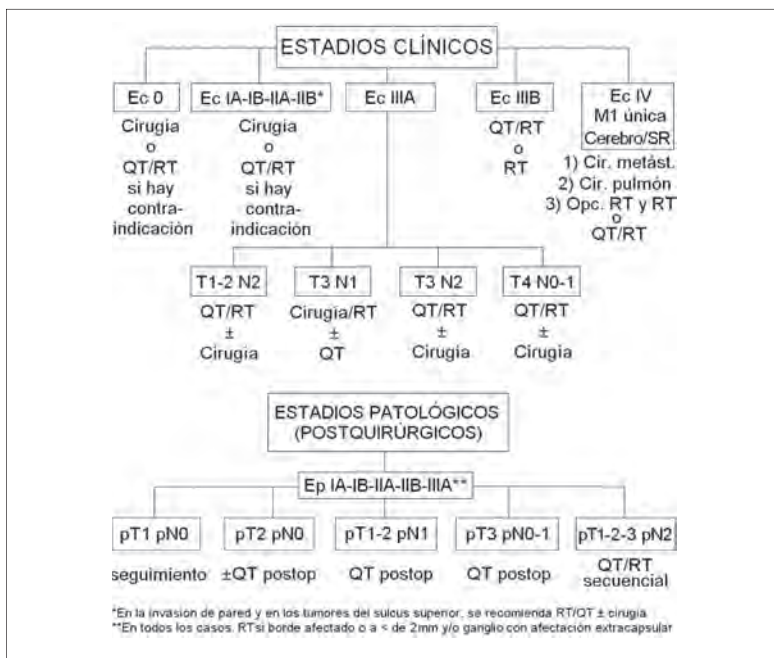 ESTADIOS CLÍNICOS
Ec 0
Cirugía
o
QT/RT
si hay
contra-
indicación
Ec IA-IB-IIA-IIB*
Cirugía
o
QT/RT
si hay
contra-
indicación
Ec IIIA
Ec IIIB
QT/RT
o
RT
Ec IV
M1 única
Cerebro/SR
1) Cir. metást.
2) Cir. pulmón
3) Opc. RT y RT
o
QT/RT
T1-2 N2
QT/RT
±
Cirugía
T3 N1
Cirugía/RT
±
QT
T3 N2
QT/RT
±
Cirugía
T4 N0-1
QT/RT
±
Cirugía
ESTADIOS PATOLÓGICOS
(POSTQUIRÚRGICOS)
Ep IA-IB-IIA-IIB-IIIA**
pT1 pN0
seguimiento
pT2 pN0
±QT postop
pT1-2 pN1
QT postop
pT3 pN0-1
QT postop
pT1-2-3 pN2
QT/RT
secuencial
*En la invasión de pared y en los tumores del sulcus superior, se recomienda RT/QT ± cirugía
**En todos los casos. RT si borde afectado o a < de 2mm y/o ganglio con afectación extracapsular